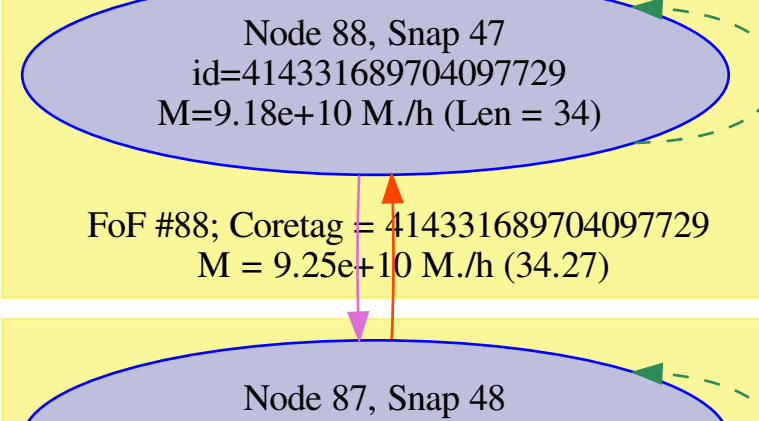 Node 88, Snap 47
id=414331689704097729
M=9.18e+10 M./h (Len = 34)
FoF #88; Coretag = 414331689704097729
M = 9.25e+10 M./h (34.27)
Node 87, Snap 48